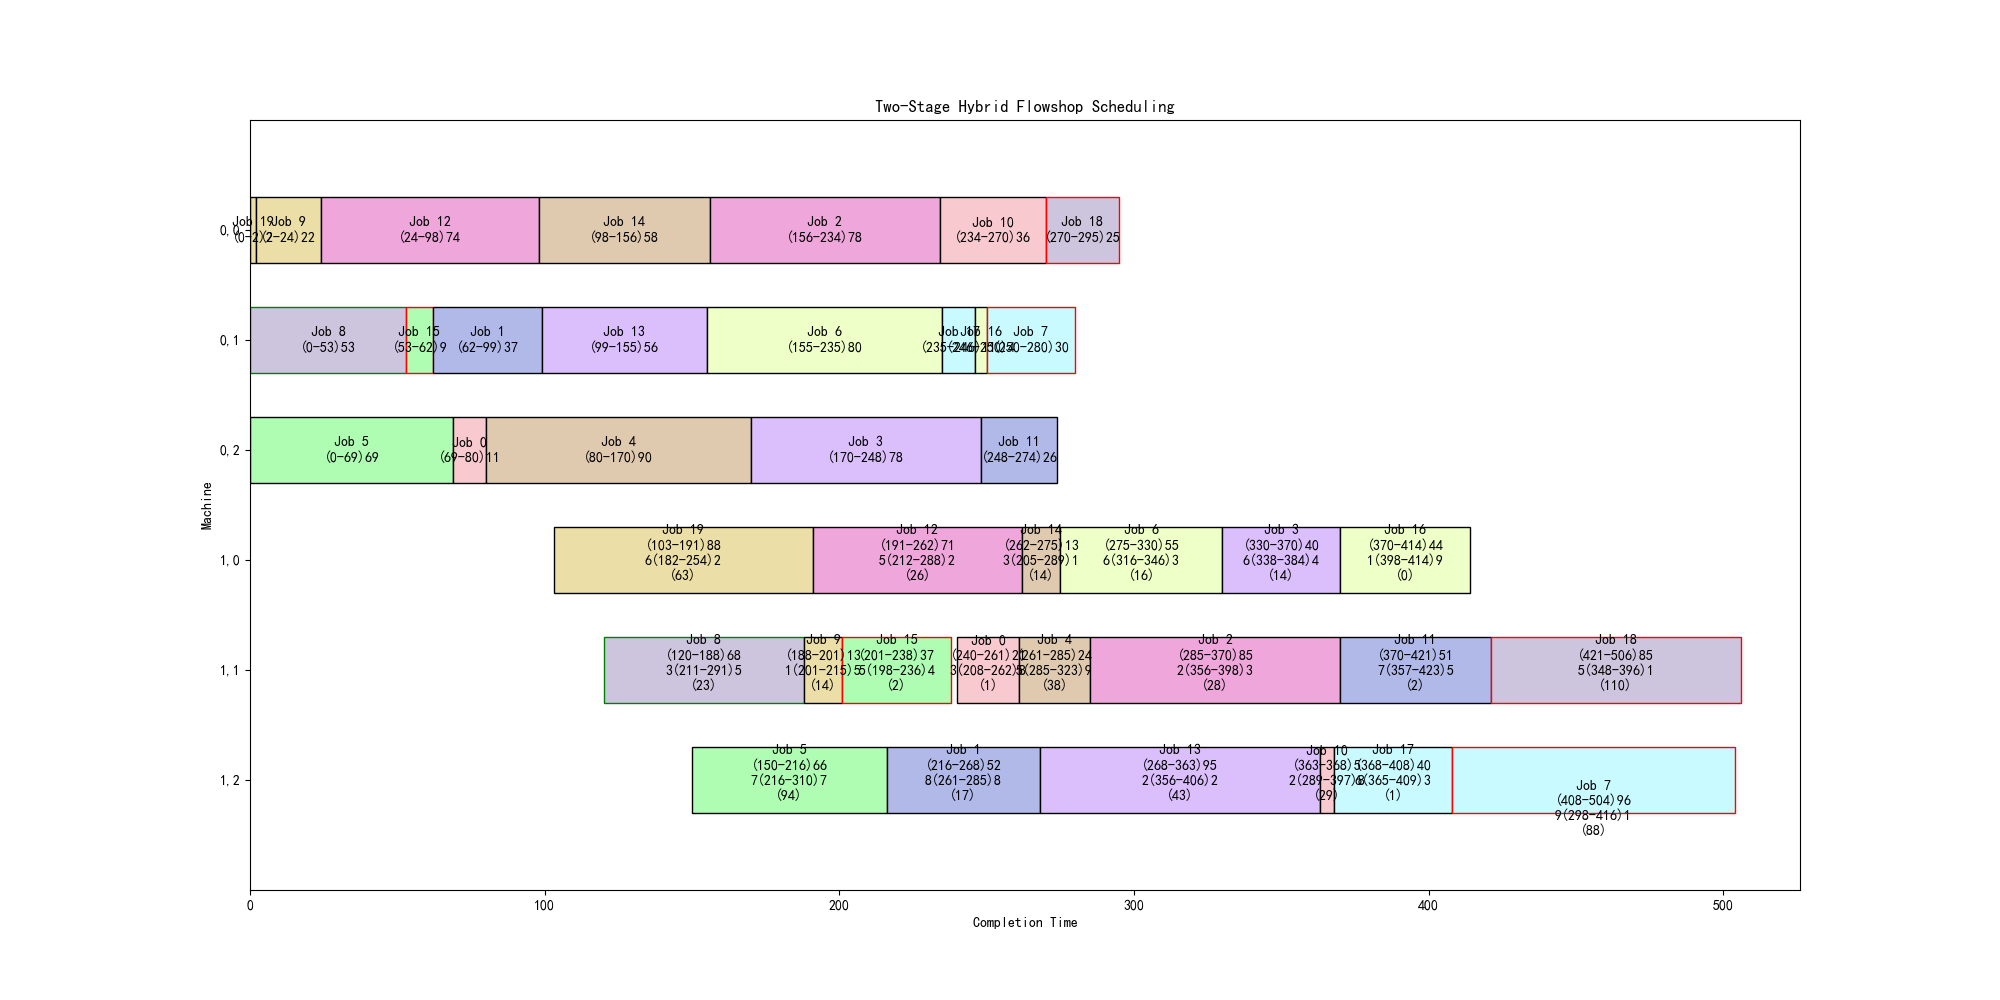 Two-Stage Hybrid Flowshop Scheduling
Machine
0,0
Job 19
(0-2)2
Job 9
(2-24)22
Job 12
(24-98)74
Job 14
(98-156)58
Job 2
(156-234)78
Job 10
(234-270)36
Job 18
(270-295)25
0,1
Job 8
(0-53)53
Job 15
(53-62)9
Job 1
(62-99)37
Job 13
(99-155)56
Job 6
(155-235)80
Job 17
(235-246)11
Job 16
(246-250)4
Job 7
(250-280)30
0,2
Job 5
(0-69)69
Job 0
(69-80)11
Job 4
(80-170)90
Job 3
(170-248)78
Job 11
(248-274)26
1,0
Job 19
(103-191)88
6(182-254)2
(63)
Job 12
(191-262)71
5(212-288)2
(26)
Job 14
(262-275)13
3(205-289)1
(14)
Job 6
(275-330)55
6(316-346)3
(16)
Job 3
(330-370)40
6(338-384)4
(14)
Job 16
(370-414)44
1(398-414)9
(0)
1,1
Job 8
(120-188)68
3(211-291)5
(23)
Job 9
(188-201)13
1(201-215)5
(14)
Job 15
(201-238)37
5(198-236)4
(2)
Job 0
(240-261)21
3(208-262)8
(1)
Job 4
(261-285)24
(285-323)9
(38)
Job 2
(285-370)85
2(356-398)3
(28)
Job 11
(370-421)51
7(357-423)5
(2)
Job 18
(421-506)85
5(348-396)1
(110)
1,2
Job 5
(150-216)66
7(216-310)7
(94)
Job 1
(216-268)52
8(261-285)8
(17)
Job 13
(268-363)95
2(356-406)2
(43)
Job 10
(363-368)5
2(289-397)8
(29)
Job 17
(368-408)40
(365-409)3
(1)
Job 7
(408-504)96
9(298-416)1
(88)
0
100
200
300
400
500
Completion Time